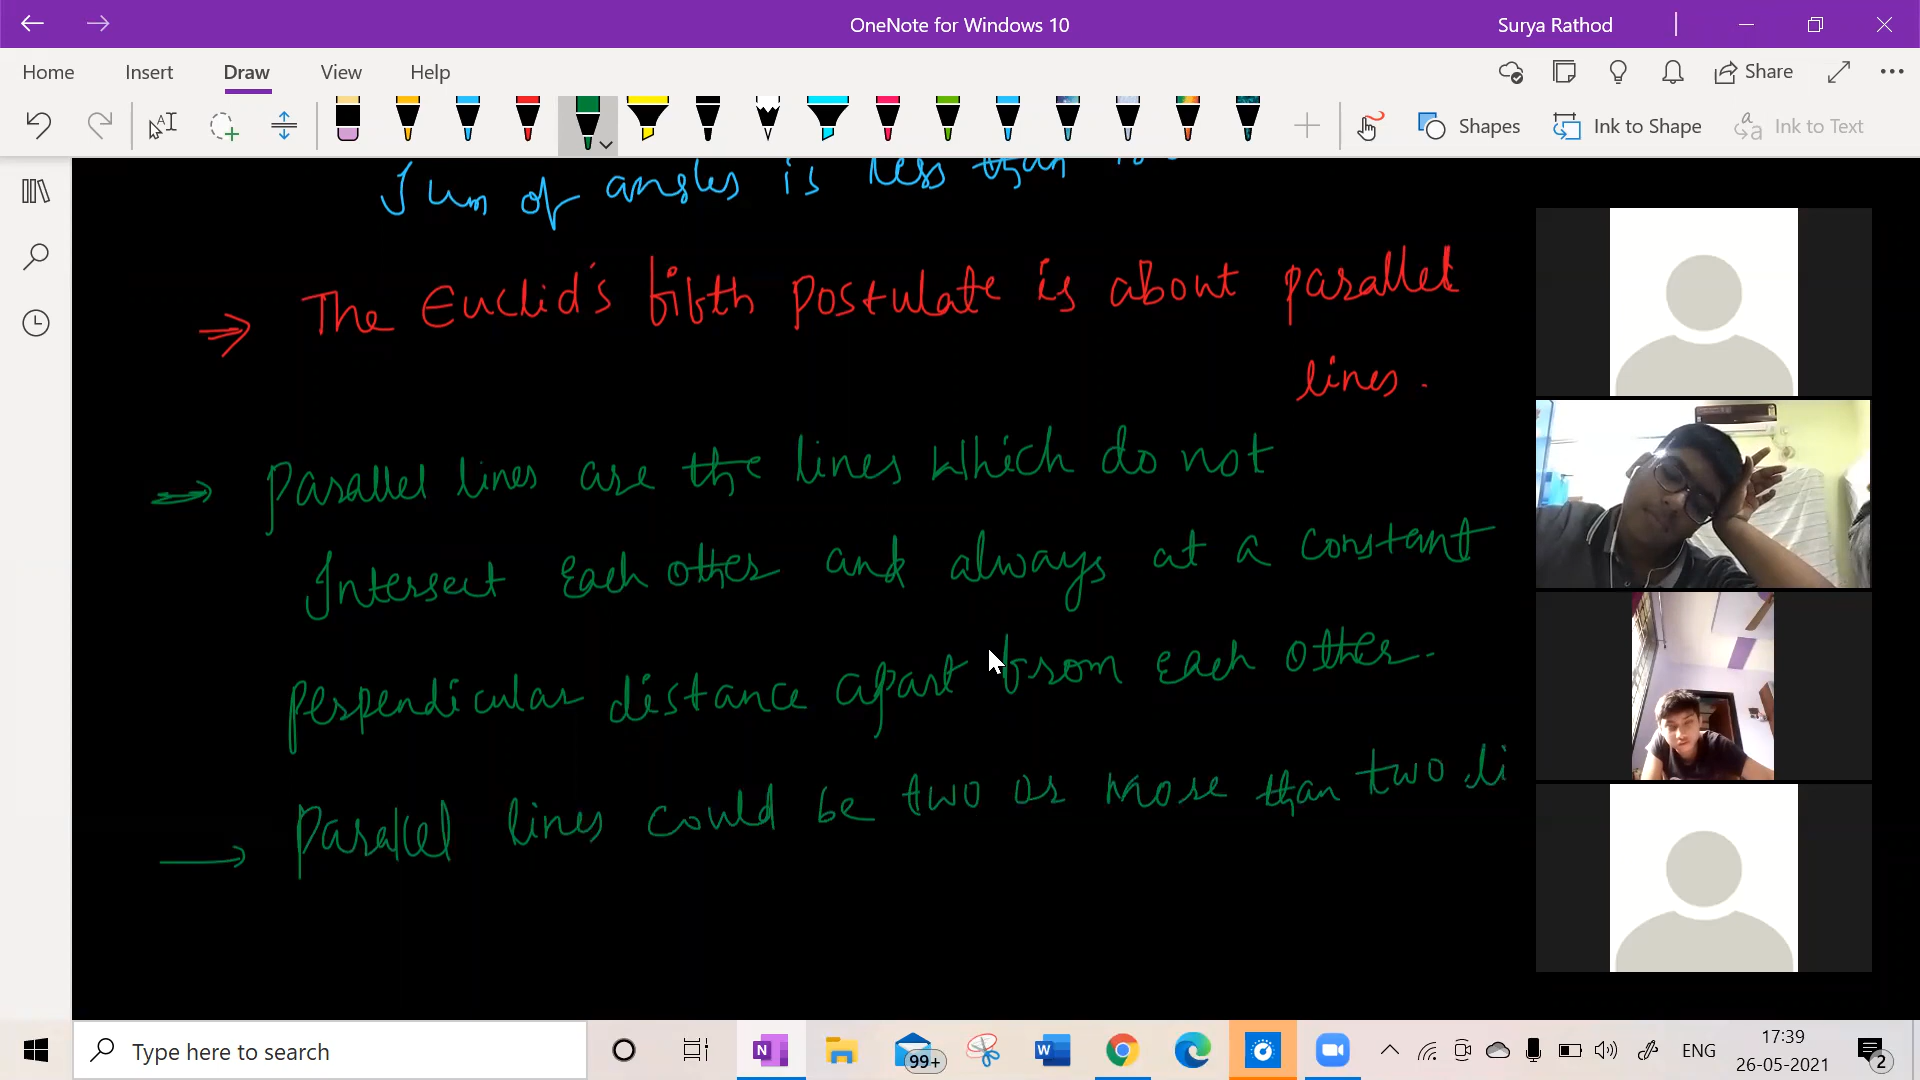 OneNote for Windows 10
Surya Rathod
Home Insert Draw View Help
Share
Shapes Ink to Shape Ink to Text
Sum of angles is less than
The Euclid's fifth postulate is about parallel
lines.
Parallel lines are the lines which do not
Intersect Each other and always at a constant
perpendicular distance apart from each other.
Parallel lines could be two or more than two li
Type here to search
99+
ENG
17:39
26-05-2021
2